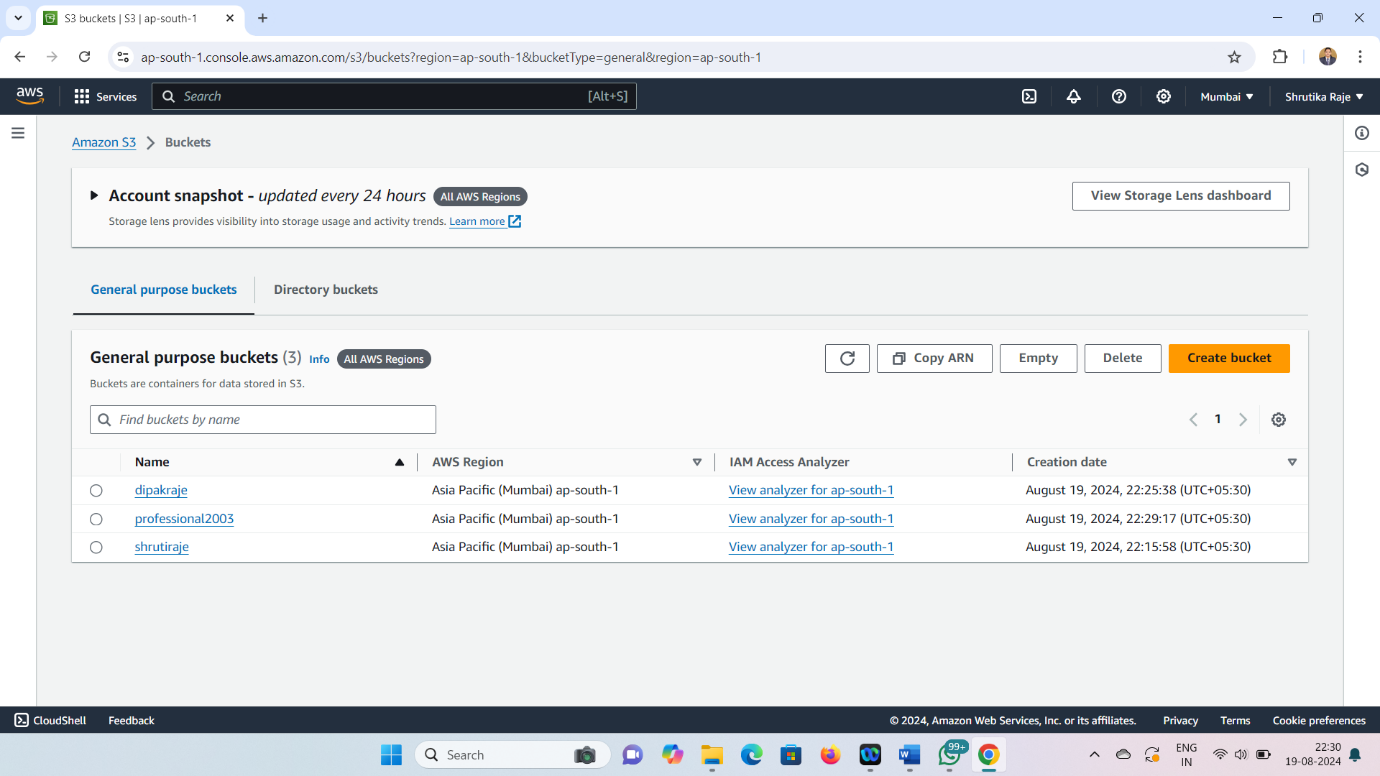 S3 buckets | S3 | ap-south-1
ap-south-1.console.aws.amazon.com/s3/buckets?region=ap-south-1&bucketType=general&region=ap-south-1
aws Services Search [Alt+S] Mumbai Shrutika Raje
Amazon S3 Buckets
Account snapshot - updated every 24 hours All AWS Regions View Storage Lens dashboard
Storage lens provides visibility into storage usage and activity trends. Learn more
General purpose buckets Directory buckets
General purpose buckets (3) Info All AWS Regions Copy ARN Empty Delete Create bucket
Buckets are containers for data stored in S3.
Find buckets by name 1
Name AWS Region IAM Access Analyzer Creation date
dipakraje Asia Pacific (Mumbai) ap-south-1 View analyzer for ap-south-1 August 19, 2024, 22:25:38 (UTC+05:30)
professional2003 Asia Pacific (Mumbai) ap-south-1 View analyzer for ap-south-1 August 19, 2024, 22:29:17 (UTC+05:30)
shrutiraje Asia Pacific (Mumbai) ap-south-1 View analyzer for ap-south-1 August 19, 2024, 22:15:58 (UTC+05:30)
CloudShell Feedback © 2024, Amazon Web Services, Inc. or its affiliates. Privacy Terms Cookie preferences
Search 99+ ENG 22:30
IN 19-08-2024